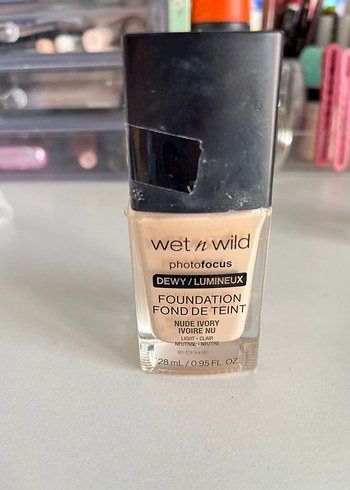 wet n wild
photofocus
DEWY / LUMINEUX
FOUNDATION
FOND DE TEINT
NUDE IVORY
IVOIRE NU
LIGHT - CLAIR
NEUTRAL - NEUTRE
28 mL / 0.95 FL. OZ.